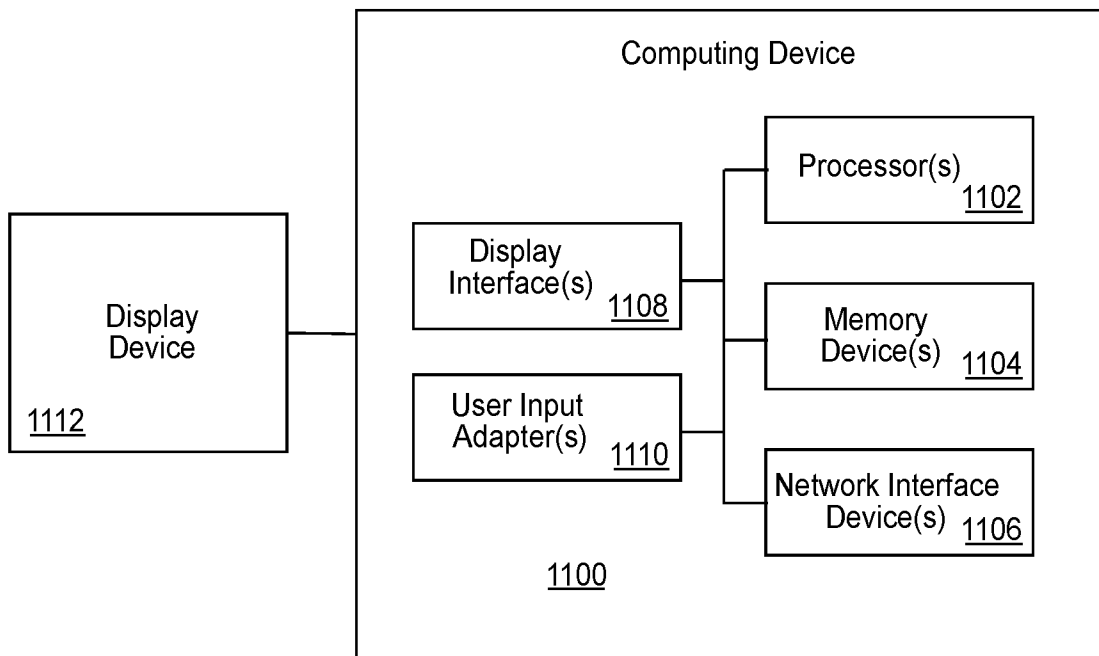 Computing Device
Processor(s)
1102
Display
Interface(s)
1108
Memory
Device(s)
1104
Display
Device
1112
User Input
Adapter(s)
1110
Network Interface
Device(s)
1106
1100